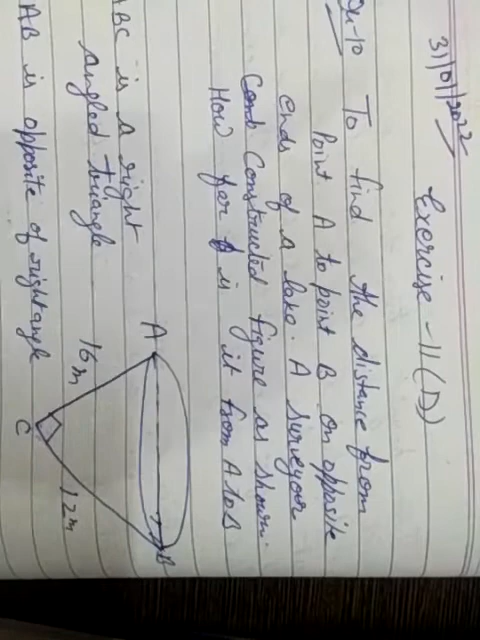 31/01/2022
Exercise - 11(D)
Qu-10 To find the distance from
Point A to point B on opposite
ends of a lake. A surveyour
Constructed figure as shown.
How far is it from A to B
ABC is a right
angled triangle
AB is opposite of right angle
A
B
16m
12m
C